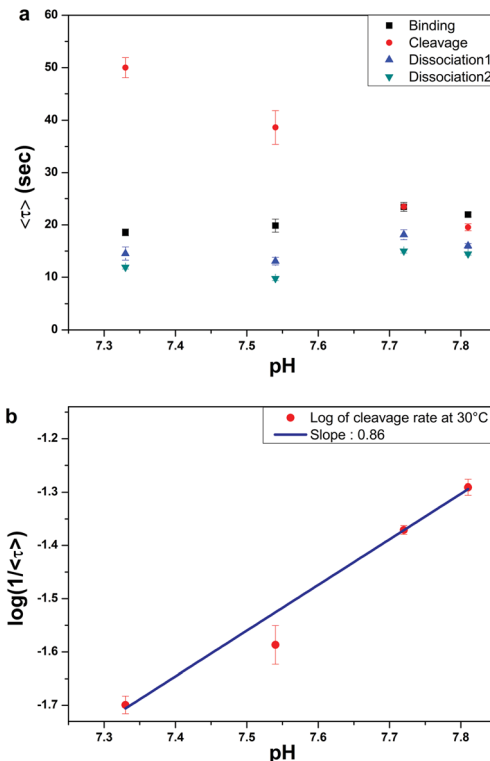 a
Binding
Cleavage
Dissociation1
Dissociation2
<τ> (sec)
60
50
40
30
20
10
0
7.3 7.4 7.5 7.6 7.7 7.8
pH
b
Log of cleavage rate at 30°C
Slope : 0.86
log(1/<τ>)
-1.2
-1.3
-1.4
-1.5
-1.6
-1.7
7.3 7.4 7.5 7.6 7.7 7.8
pH